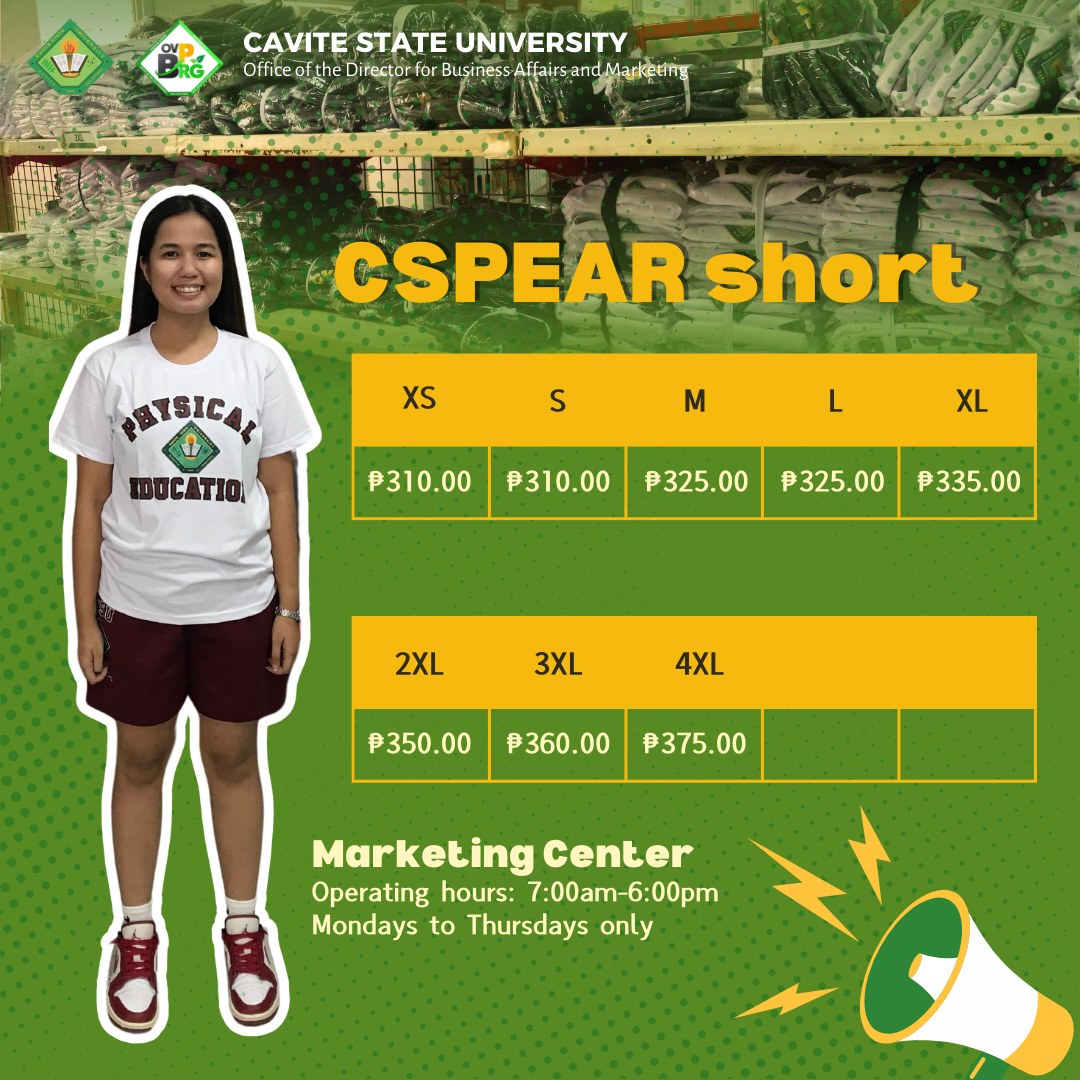 CAVITE STATE UNIVERSITY
Office of the Director for Business Affairs and Marketing
OVPBRG
2XL
CSPEAR short
XS S M L XL
₱310.00 ₱310.00 ₱325.00 ₱325.00 ₱335.00
2XL 3XL 4XL
₱350.00 ₱360.00 ₱375.00
PHYSICAL
EDUCATION
Marketing Center
Operating hours: 7:00am-6:00pm
Mondays to Thursdays only